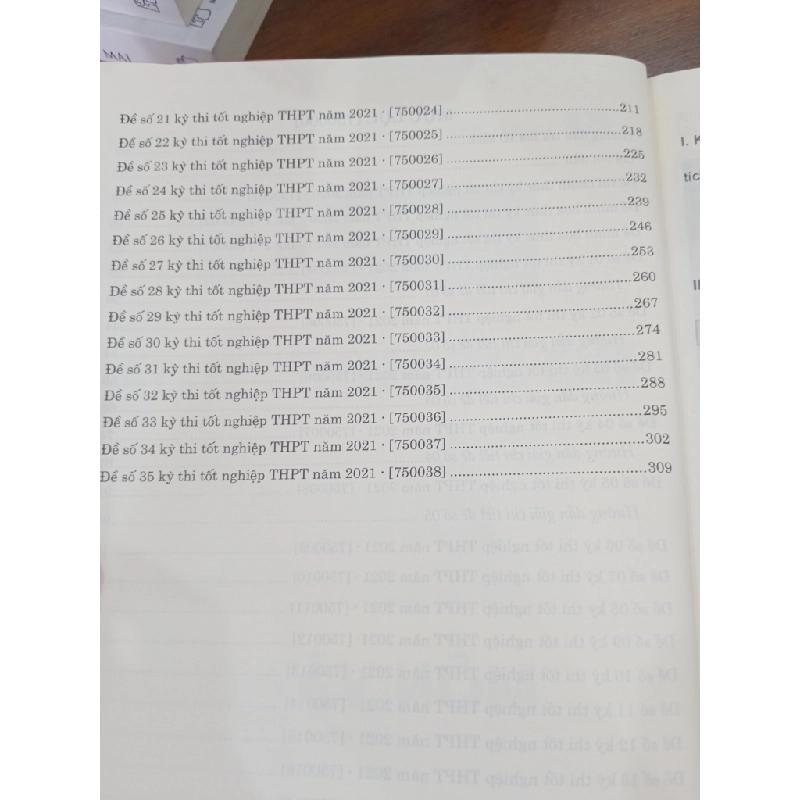 MAI
Đề số 21 kỳ thi tốt nghiệp THPT năm 2021 · [750024] ........................................211
Đề số 22 kỳ thi tốt nghiệp THPT năm 2021 · [750025] ........................................218
Đề số 23 kỳ thi tốt nghiệp THPT năm 2021 · [750026] ........................................225
Đề số 24 kỳ thi tốt nghiệp THPT năm 2021 · [750027] ........................................232
Đề số 25 kỳ thi tốt nghiệp THPT năm 2021 · [750028] ........................................239
Đề số 26 kỳ thi tốt nghiệp THPT năm 2021 · [750029] ........................................246
Đề số 27 kỳ thi tốt nghiệp THPT năm 2021 · [750030] ........................................253
Đề số 28 kỳ thi tốt nghiệp THPT năm 2021 · [750031] ........................................260
Đề số 29 kỳ thi tốt nghiệp THPT năm 2021 · [750032] ........................................267
Đề số 30 kỳ thi tốt nghiệp THPT năm 2021 · [750033] ........................................274
Đề số 31 kỳ thi tốt nghiệp THPT năm 2021 · [750034] ........................................281
Đề số 32 kỳ thi tốt nghiệp THPT năm 2021 · [750035] ........................................288
Đề số 33 kỳ thi tốt nghiệp THPT năm 2021 · [750036] ........................................295
Đề số 34 kỳ thi tốt nghiệp THPT năm 2021 · [750037] ........................................302
Đề số 35 kỳ thi tốt nghiệp THPT năm 2021 · [750038] ........................................309
I. K
tíc